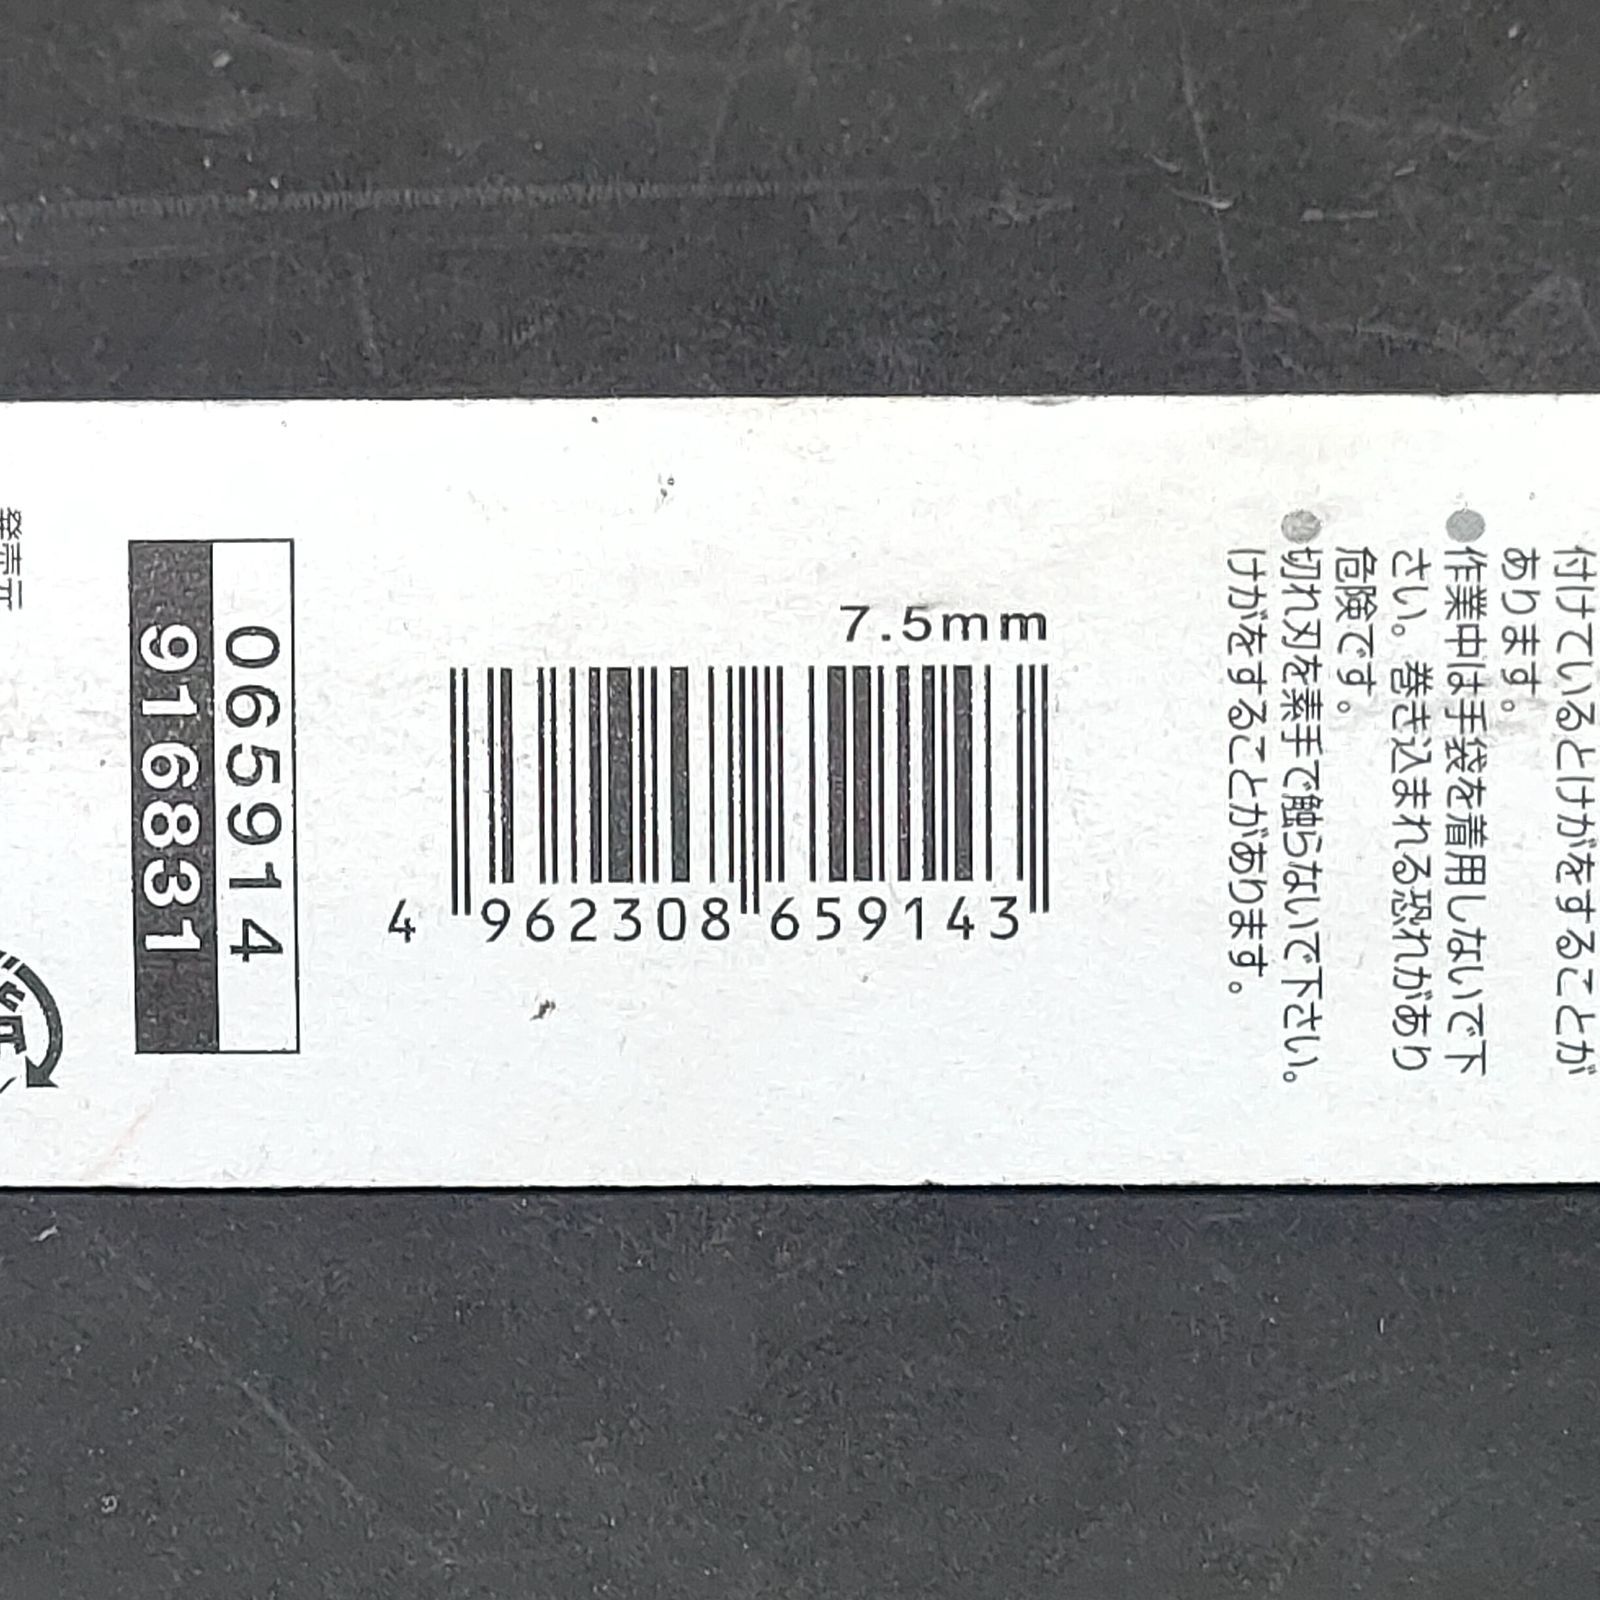 付けているとけがをすることが
あります。
●作業中は手袋を着用しないで下
さい。巻き込まれる恐れがあり
危険です。
●切れ刃を素手で触らないで下さい。
けがをすることがあります。
7.5mm
4 962308 659143
065914
916831